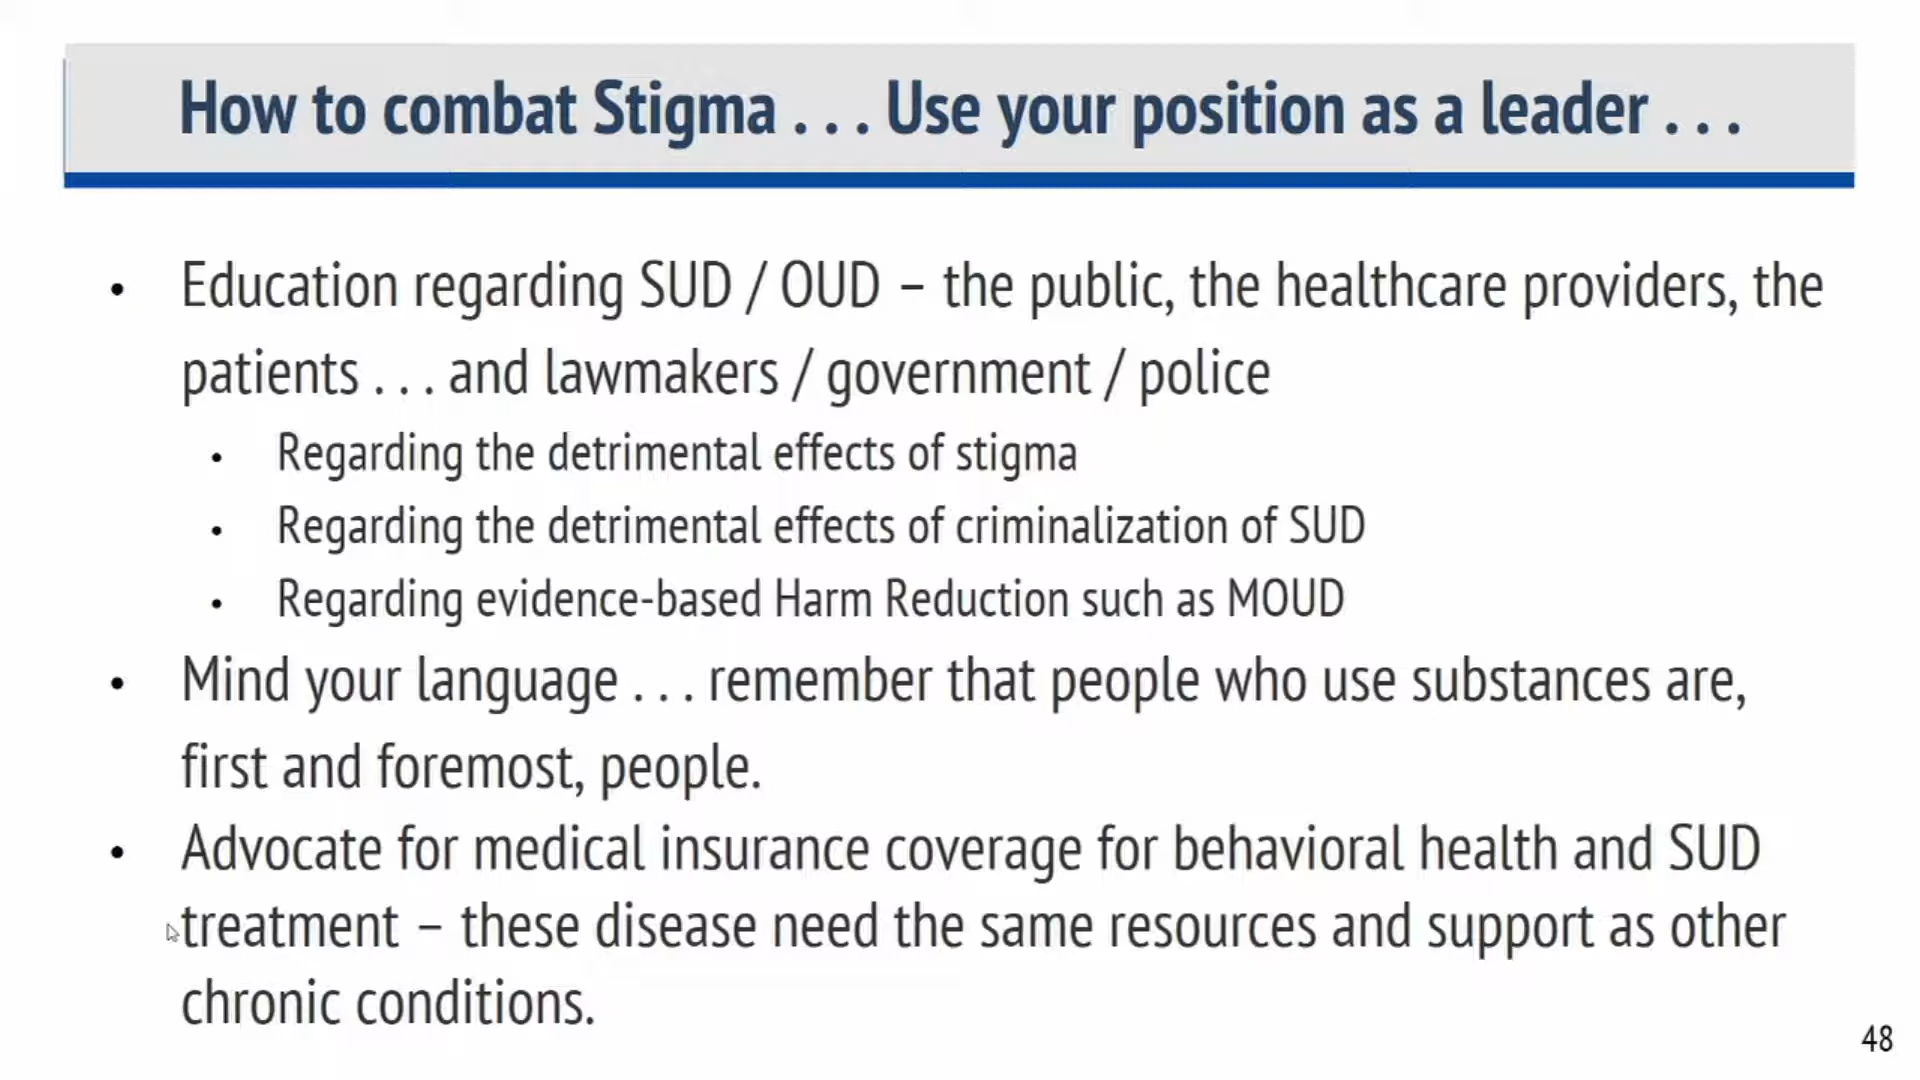 How to combat Stigma . . . Use your position as a leader . . .
• Education regarding SUD / OUD – the public, the healthcare providers, the
patients . . . and lawmakers / government / police
• Regarding the detrimental effects of stigma
• Regarding the detrimental effects of criminalization of SUD
• Regarding evidence-based Harm Reduction such as MOUD
• Mind your language . . . remember that people who use substances are,
first and foremost, people.
• Advocate for medical insurance coverage for behavioral health and SUD
treatment – these disease need the same resources and support as other
chronic conditions.
48